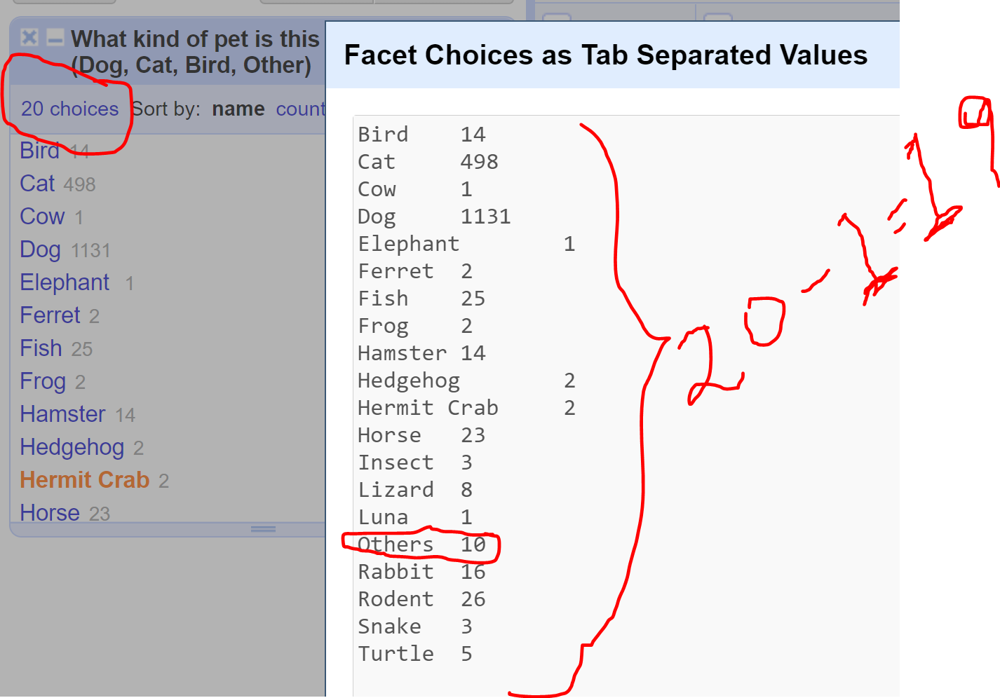 What kind of pet is this
(Dog, Cat, Bird, Other)
20 choices Sort by: name count
Bird 14
Cat 498
Cow 1
Dog 1131
Elephant 1
Ferret 2
Fish 25
Frog 2
Hamster 14
Hedgehog 2
Hermit Crab 2
Horse 23
Facet Choices as Tab Separated Values
Bird 14
Cat 498
Cow 1
Dog 1131
Elephant 1
Ferret 2
Fish 25
Frog 2
Hamster 14
Hedgehog 2
Hermit Crab 2
Horse 23
Insect 3
Lizard 8
Luna 1
Others 10
Rabbit 16
Rodent 26
Snake 3
Turtle 5
20 - 1 = 19